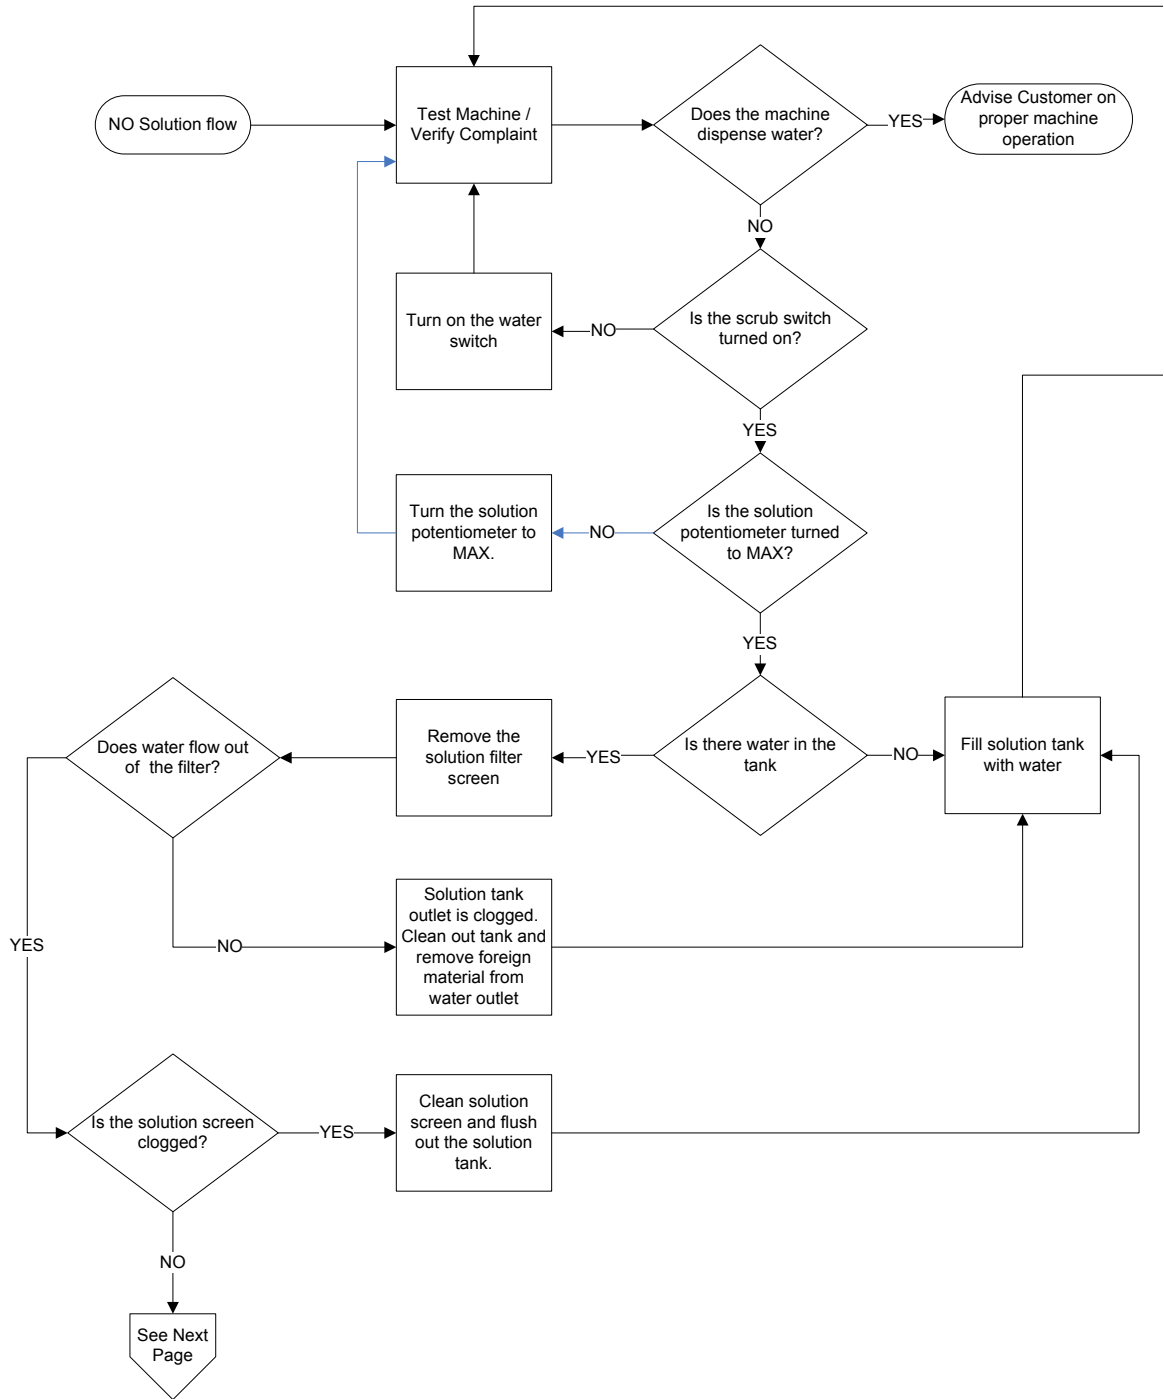 NO Solution flow
Test Machine /
Verify Complaint
Does the machine
dispense water?
YES
Advise Customer on
proper machine
operation
NO
Turn on the water
switch
NO
Is the scrub switch
turned on?
YES
Turn the solution
potentiometer to
MAX.
NO
Is the solution
potentiometer turned
to MAX?
YES
Does water flow out
of the filter?
Remove the
solution filter
screen
YES
Is there water in the
tank
NO
Fill solution tank
with water
YES
NO
Solution tank
outlet is clogged.
Clean out tank and
remove foreign
material from
water outlet
Is the solution screen
clogged?
YES
Clean solution
screen and flush
out the solution
tank.
NO
See Next
Page